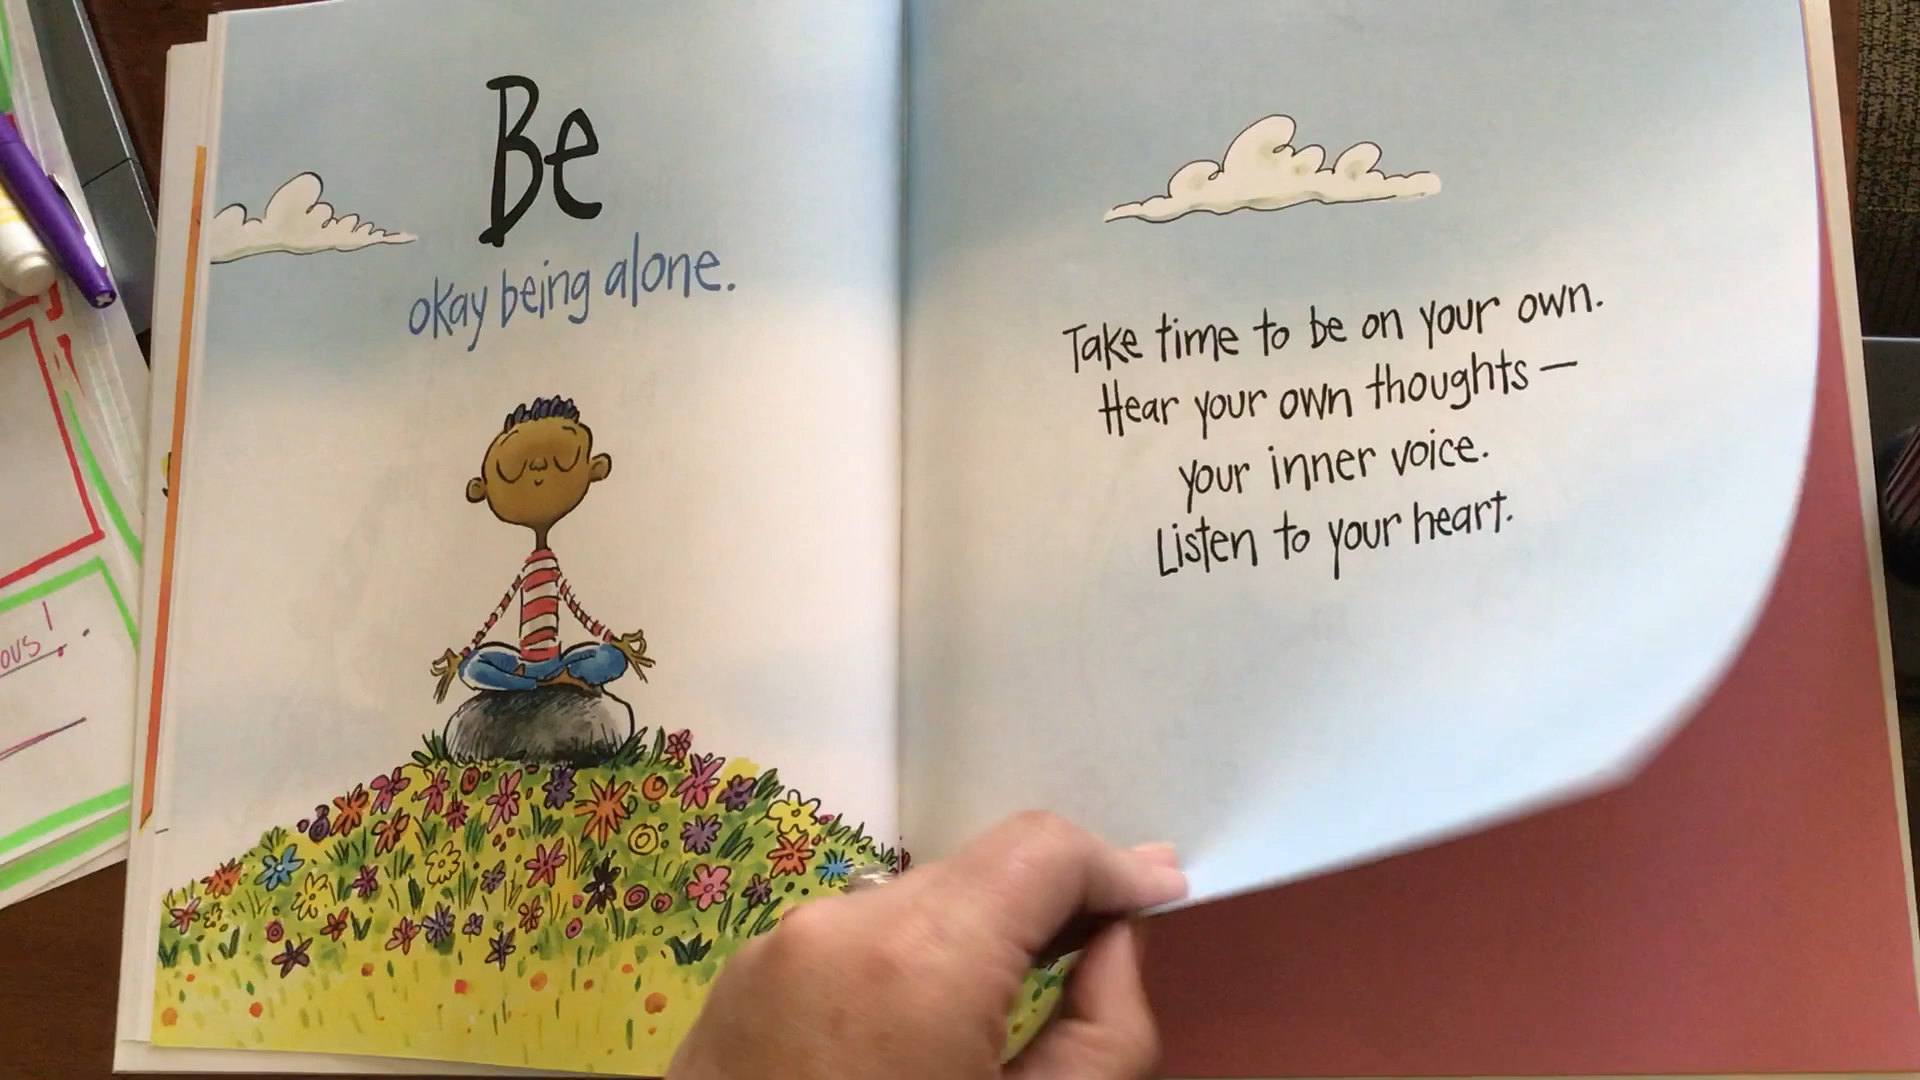 Be
okay being alone.
Take time to be on your own.
Hear your own thoughts —
your inner voice.
Listen to your heart.